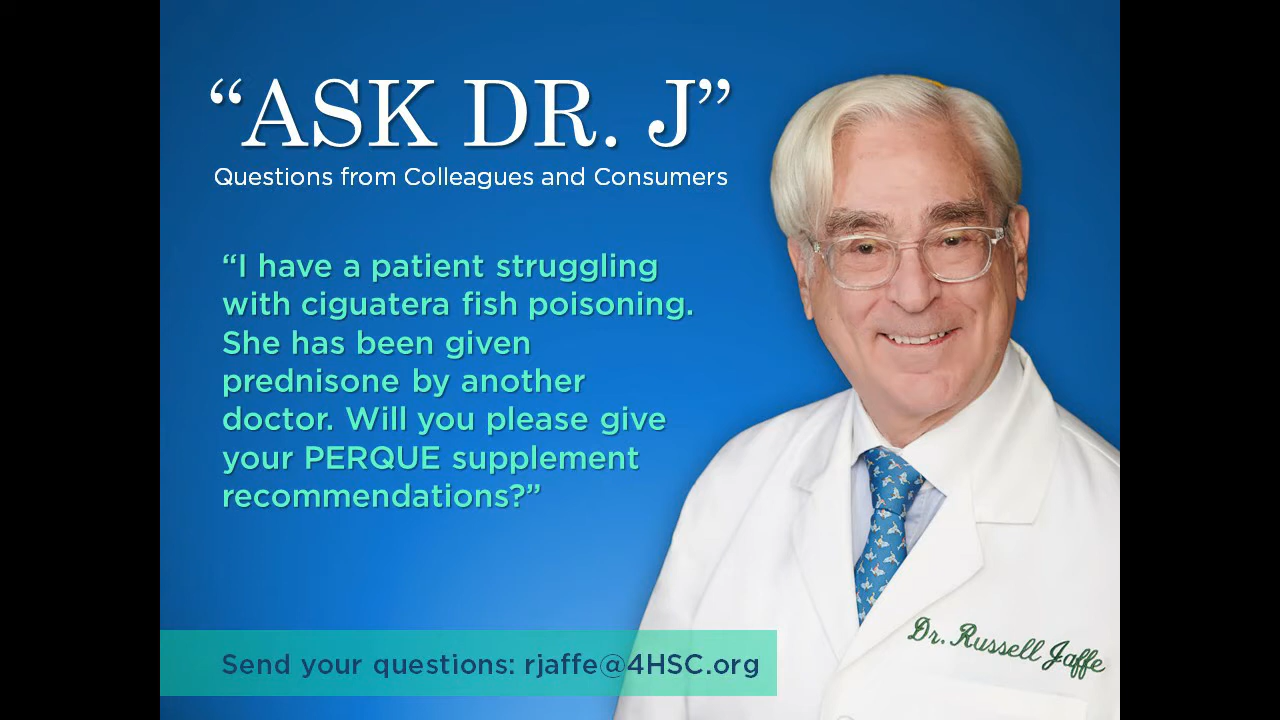 “ASK DR. J”
Questions from Colleagues and Consumers
“I have a patient struggling
with ciguatera fish poisoning.
She has been given
prednisone by another
doctor. Will you please give
your PERQUE supplement
recommendations?”
Send your questions: rjaffe@4HSC.org
Dr. Russell Jaffe